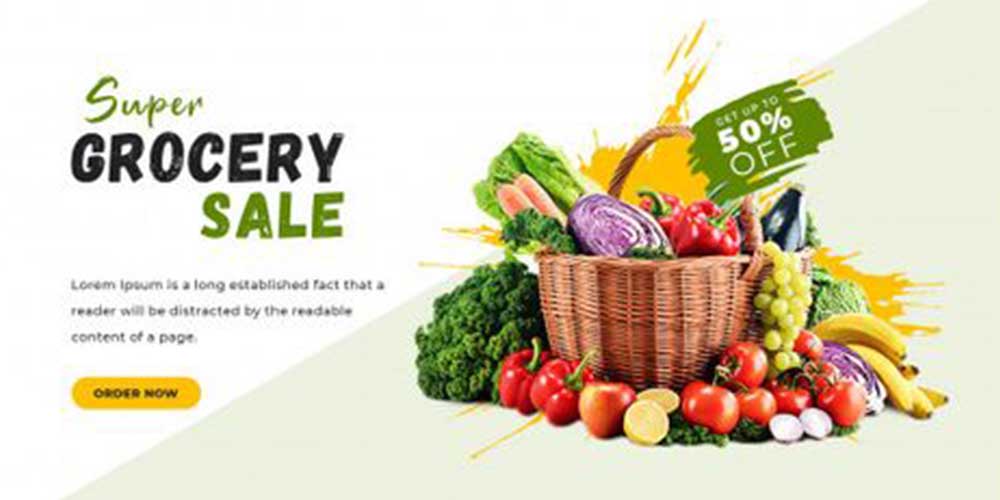 Super
GROCERY
SALE
Lorem Ipsum is a long established fact that a
reader will be distracted by the readable
content of a page.
ORDER NOW
GET UP TO
50%
OFF